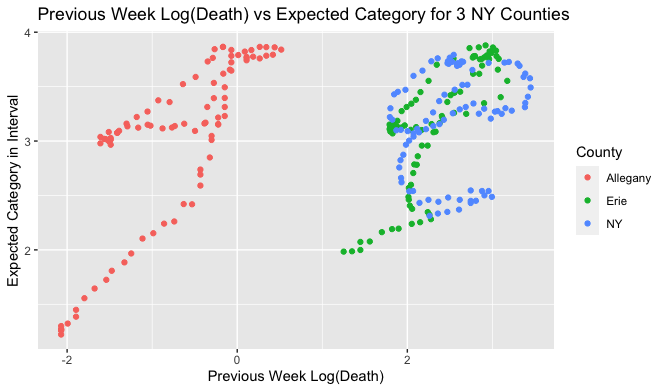 Previous Week Log(Death) vs Expected Category for 3 NY Counties
Expected Category in Interval
4
3
2
-2
0
2
Previous Week Log(Death)
County
Allegany
Erie
NY